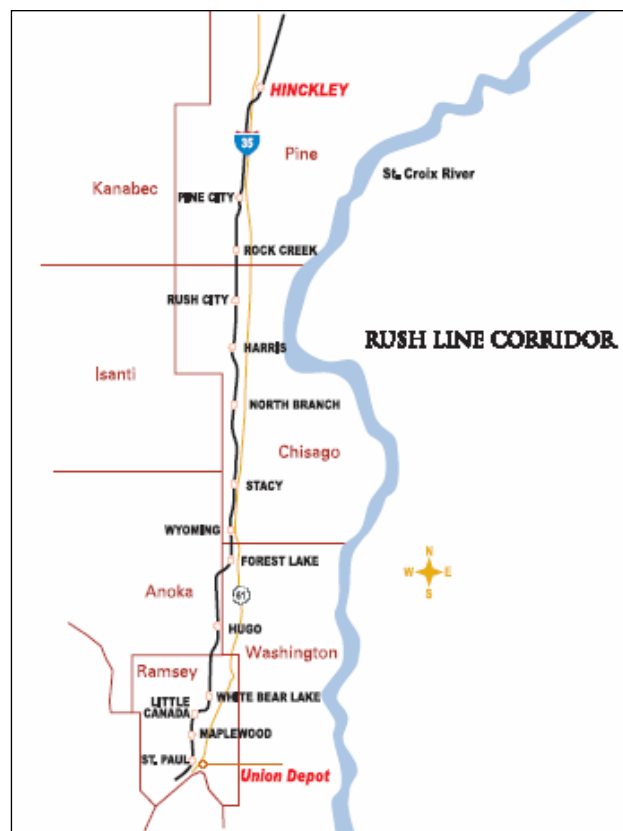 HINCKLEY
35
Pine
Kanabec
St. Croix River
PINE CITY
ROCK CREEK
RUSH CITY
RUSH LINE CORRIDOR
HARRIS
Isanti
NORTH BRANCH
Chisago
STACY
WYOMING
N
FOREST LAKE
W E
S
Anoka
61
HUGO
Washington
Ramsey
WHITE BEAR LAKE
LITTLE
CANADA
MAPLEWOOD
ST. PAUL
Union Depot